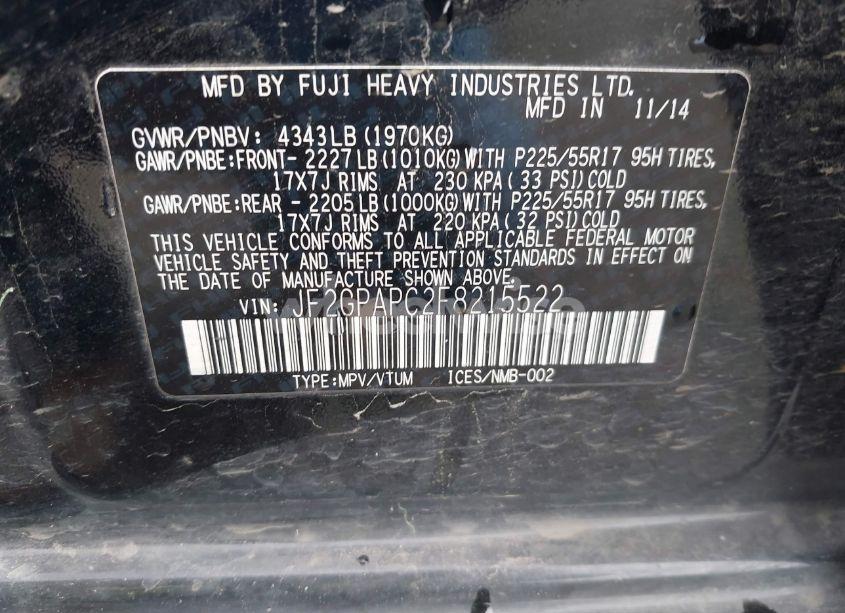 MFD BY FUJI HEAVY INDUSTRIES LTD.
MFD IN 11/14
GVWR/PNBV: 4343LB(1970KG)
GAWR/PNBE:FRONT- 2227LB(1010KG)WITH P225/55R17 95H TIRES,
17X7J RIMS AT 230 KPA(33 PSI)COLD
GAWR/PNBE:REAR - 2205LB(1000KG)WITH P225/55R17 95H TIRES,
17X7J RIMS AT 220 KPA(32 PSI)COLD
THIS VEHICLE CONFORMS TO ALL APPLICABLE FEDERAL MOTOR
VEHICLE SAFETY AND THEFT PREVENTION STANDARDS IN EFFECT ON
THE DATE OF MANUFACTURE SHOWN ABOVE.
VIN: JF2GPAPC2F8215522
TYPE:MPV/VTUM ICES/NMB-002